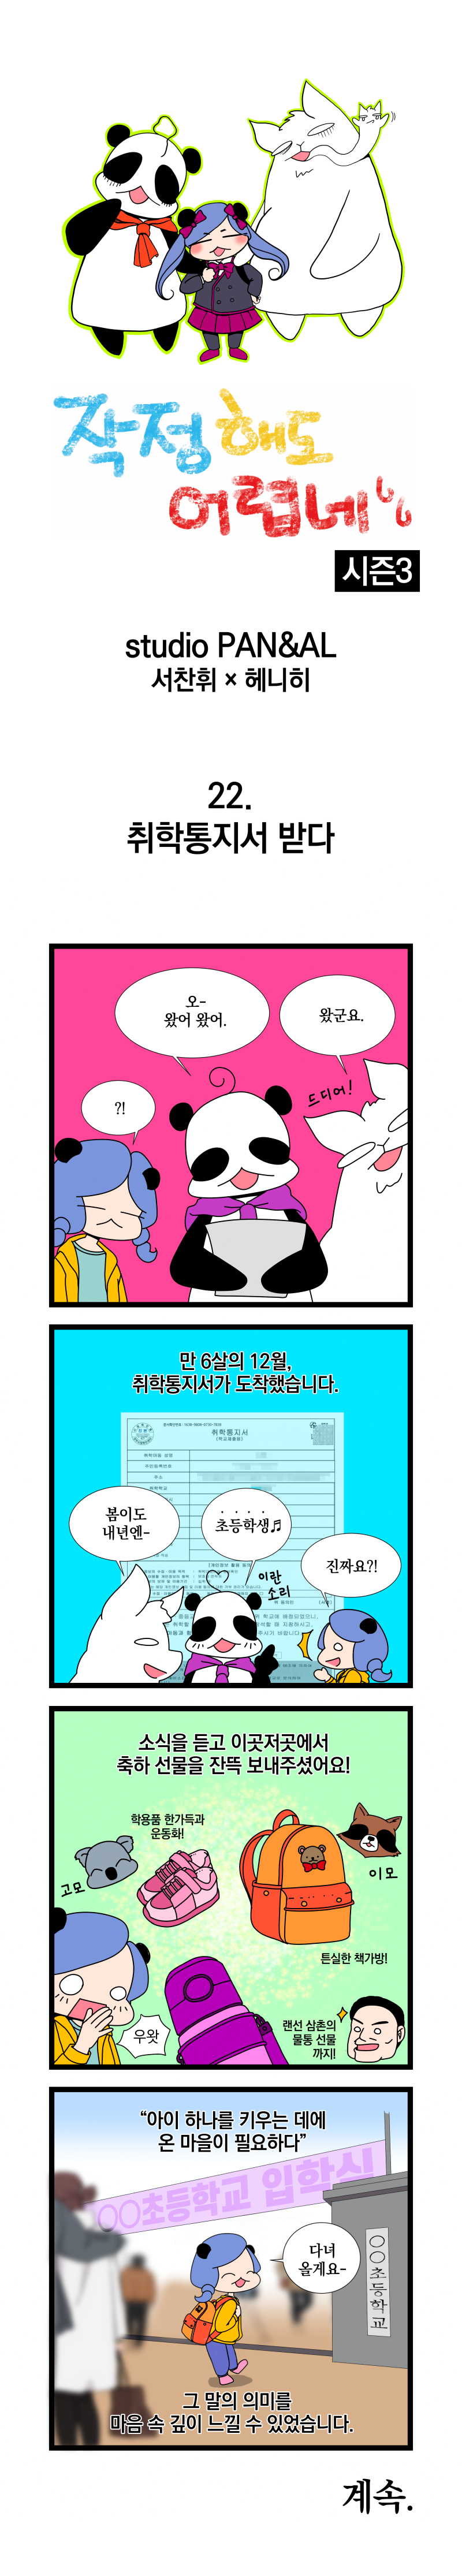 작정해도
어렵네
시즌3
studio PAN&AL
서찬휘 × 헤니히
22.
취학통지서 받다
오-
왔어 왔어.
왔군요.
드디어!
?!
만 6살의 12월,
취학통지서가 도착했습니다.
취학통지서
주소
봄이도
내년엔-
초등학생♬
이란
소리
진짜요?!
소식을 듣고 이곳저곳에서
축하 선물을 잔뜩 보내주셨어요!
학용품 한가득과
운동화!
고모
이모
튼실한 책가방!
우왓
랜선 삼촌의
물통 선물
까지!
“아이 하나를 키우는 데에
온 마을이 필요하다”
○○초등학교 입학식
다녀
올게요-
○○초등학교
그 말의 의미를
마음 속 깊이 느낄 수 있었습니다.
계속.